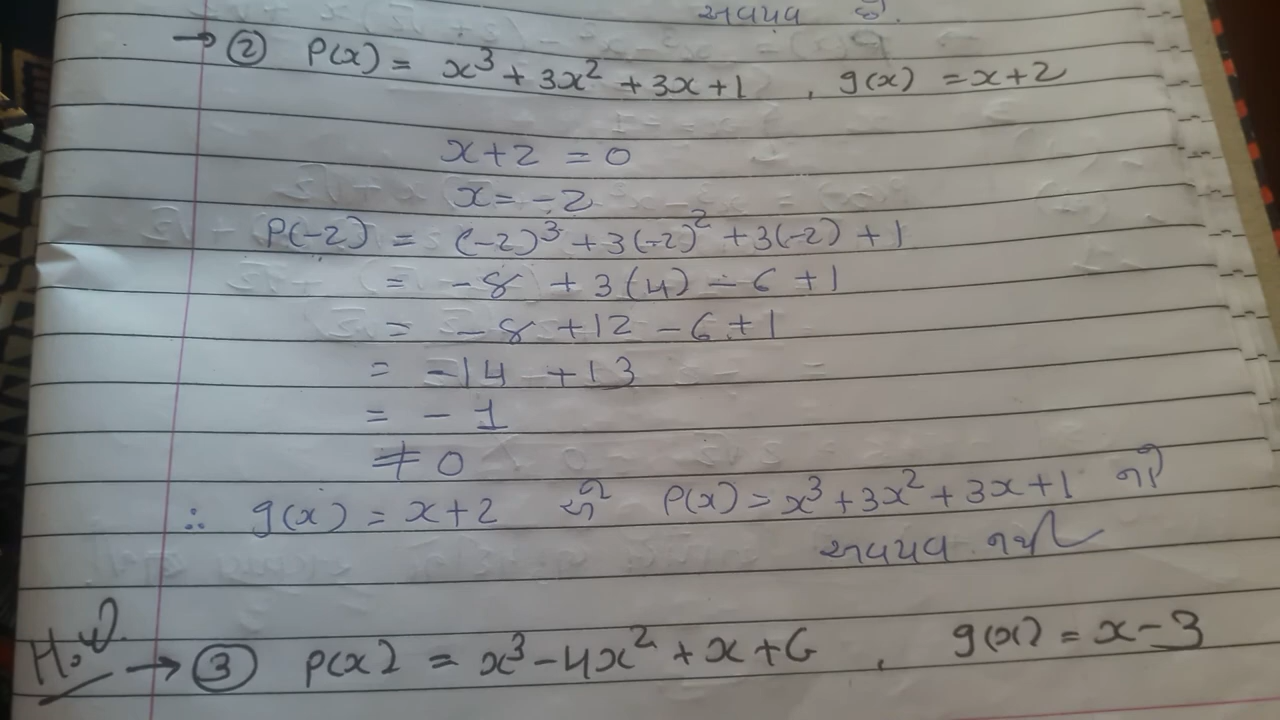 અવયવ છે.
→ ② P(x) = x³ + 3x² + 3x + 1 , g(x) = x + 2
x + 2 = 0
x = -2
P(-2) = (-2)³ + 3(-2)² + 3(-2) + 1
= -8 + 3(4) - 6 + 1
= -8 + 12 - 6 + 1
= -14 + 13
= -1
≠ 0
∴ g(x) = x + 2 એ P(x) = x³ + 3x² + 3x + 1 નો
અવયવ નથી
H.W. → ③ P(x) = x³ - 4x² + x + 6 , g(x) = x - 3